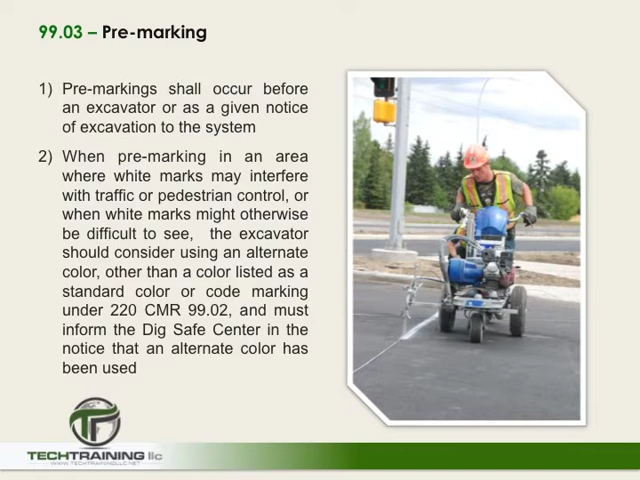 99.03 – Pre-marking
1) Pre-markings shall occur before
an excavator or as a given notice
of excavation to the system
2) When pre-marking in an area
where white marks may interfere
with traffic or pedestrian control, or
when white marks might otherwise
be difficult to see, the excavator
should consider using an alternate
color, other than a color listed as a
standard color or code marking
under 220 CMR 99.02, and must
inform the Dig Safe Center in the
notice that an alternate color has
been used
TECHTRAINING llc
WWW.TECHTRAININGLLC.NET